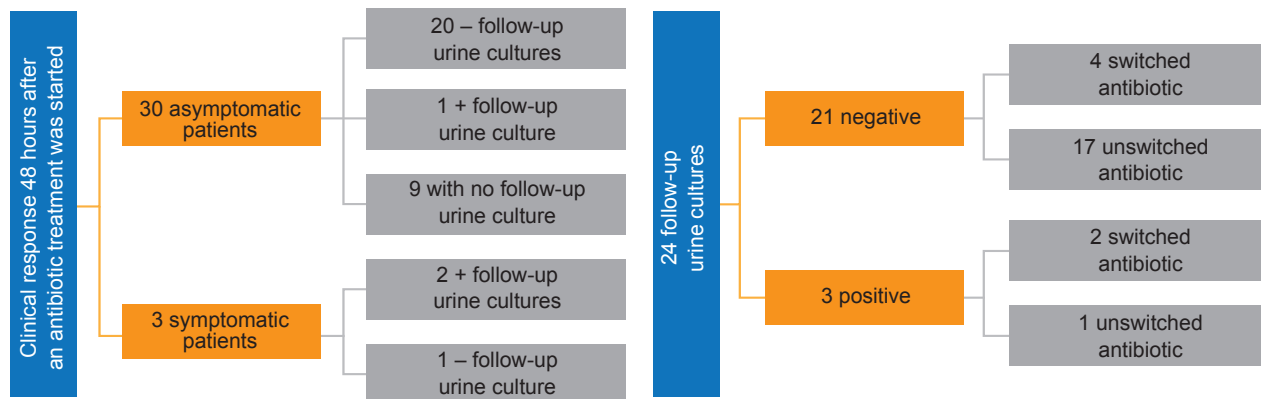 Clinical response 48 hours after
an antibiotic treatment was started
30 asymptomatic
patients
20 – follow-up
urine cultures
1 + follow-up
urine culture
9 with no follow-up
urine culture
3 symptomatic
patients
2 + follow-up
urine cultures
1 – follow-up
urine culture
24 follow-up
urine cultures
21 negative
4 switched
antibiotic
17 unswitched
antibiotic
3 positive
2 switched
antibiotic
1 unswitched
antibiotic